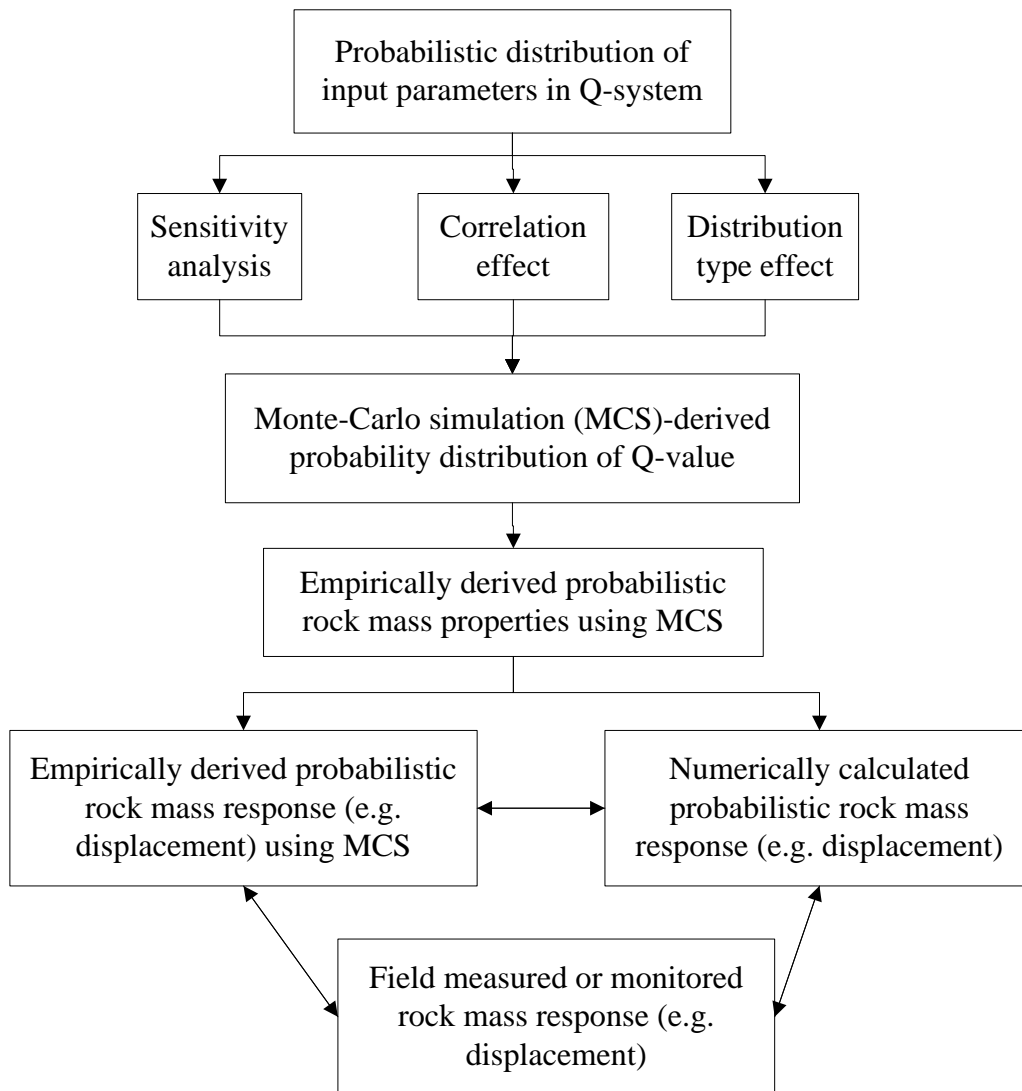 Probabilistic distribution of
input parameters in Q-system
Sensitivity
analysis
Correlation
effect
Distribution
type effect
Monte-Carlo simulation (MCS)-derived
probability distribution of Q-value
Empirically derived probabilistic
rock mass properties using MCS
Empirically derived probabilistic
rock mass response (e.g.
displacement) using MCS
Numerically calculated
probabilistic rock mass
response (e.g. displacement)
Field measured or monitored
rock mass response (e.g.
displacement)